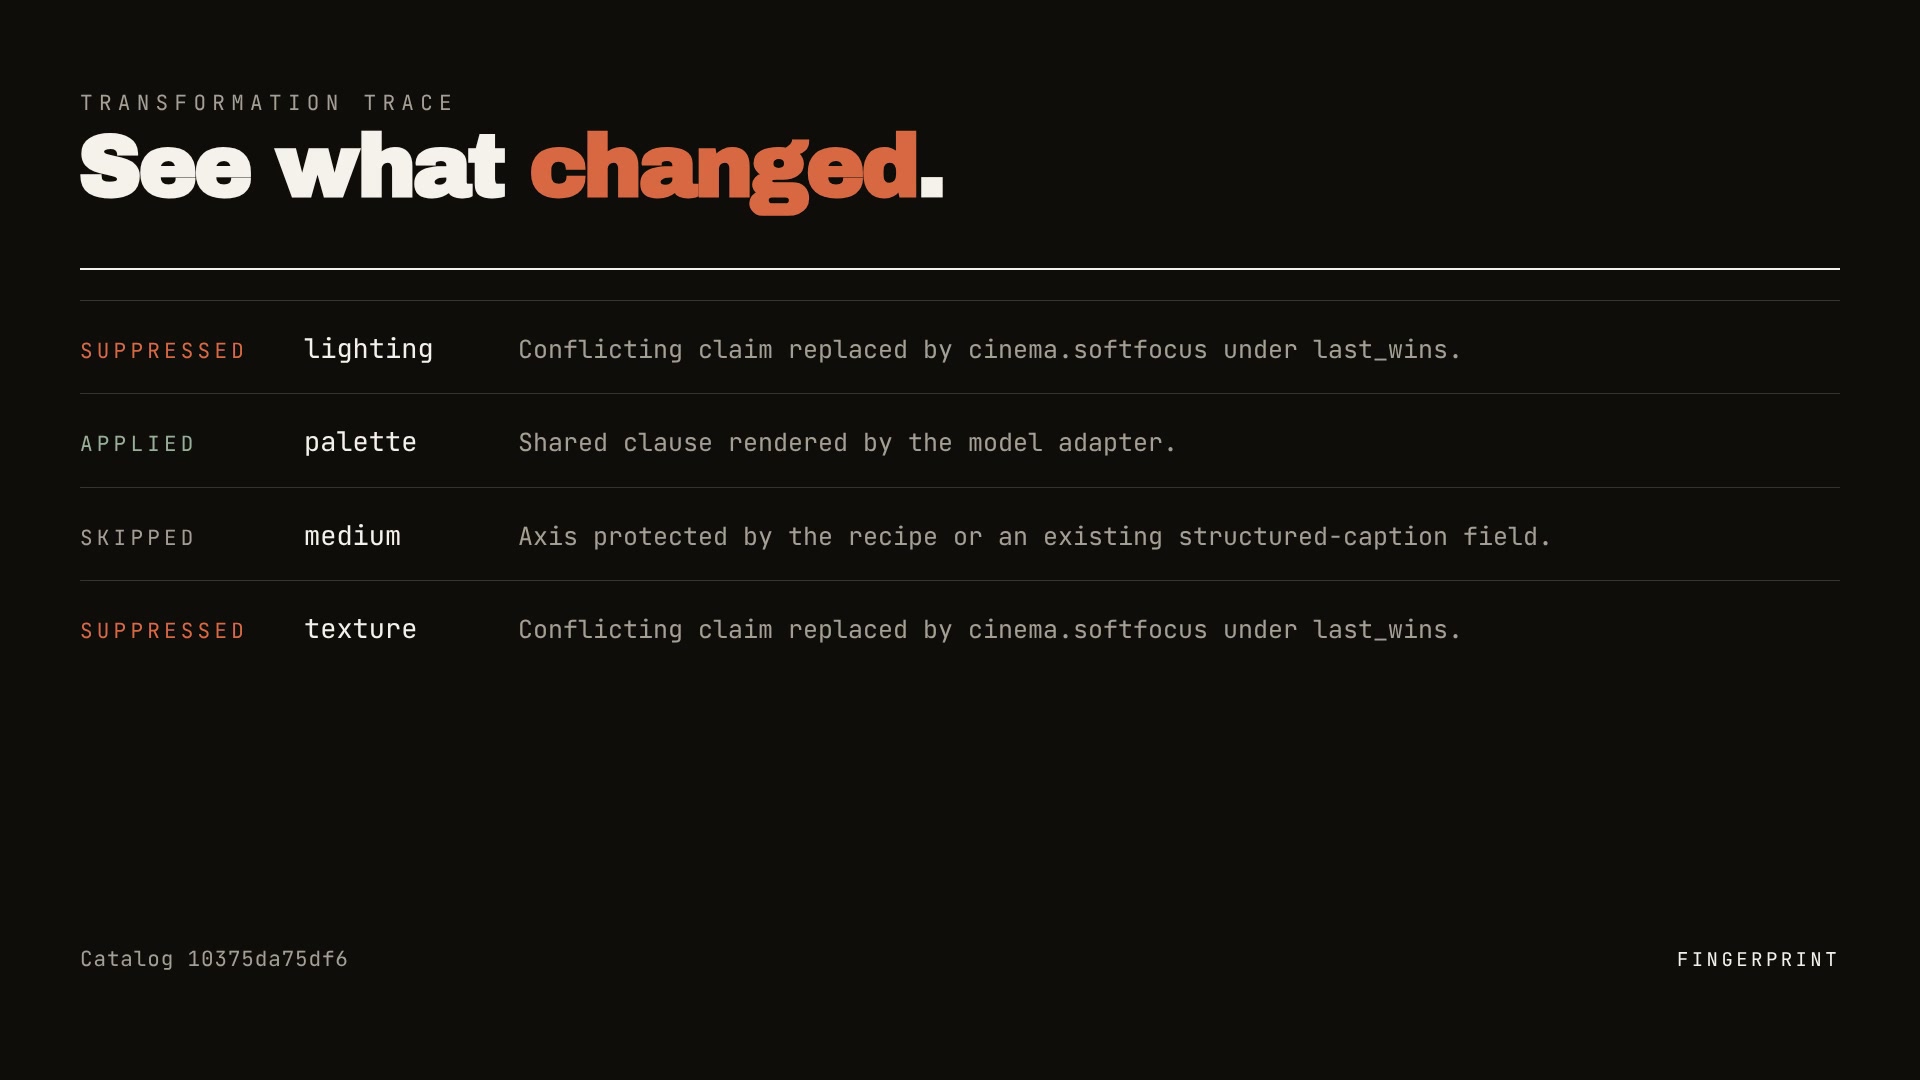 TRANSFORMATION TRACE
See what changed.
SUPPRESSED lighting Conflicting claim replaced by cinema.softfocus under last_wins.
APPLIED palette Shared clause rendered by the model adapter.
SKIPPED medium Axis protected by the recipe or an existing structured-caption field.
SUPPRESSED texture Conflicting claim replaced by cinema.softfocus under last_wins.
Catalog 10375da75df6 FINGERPRINT